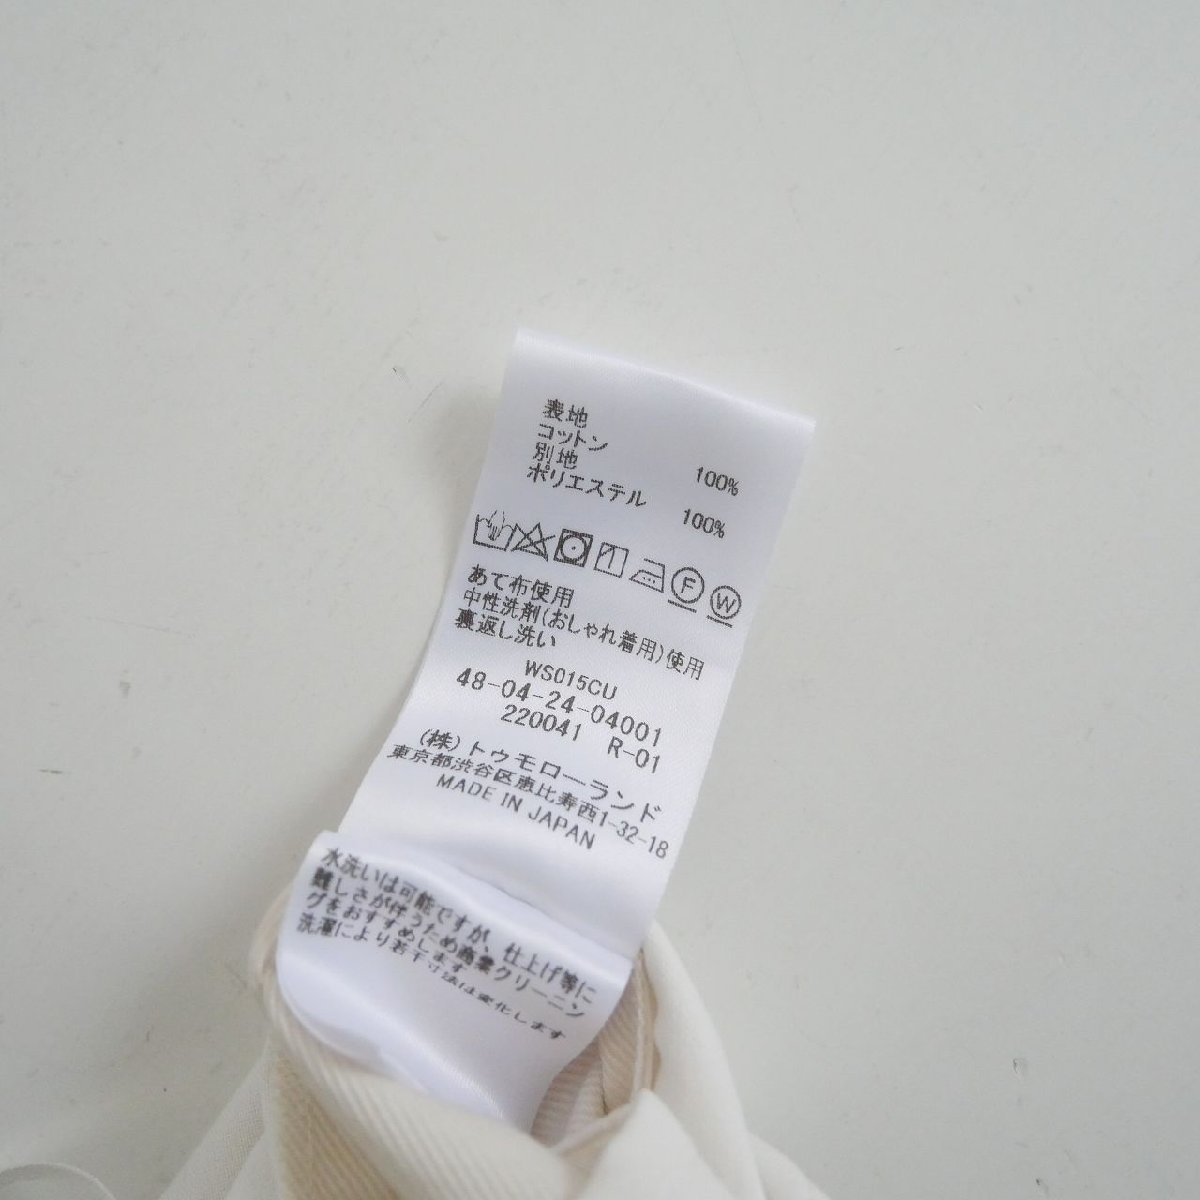 表地
コットン 100%
別地
ポリエステル 100%
F W
あて布使用
中性洗剤(おしゃれ着用)使用
裏返し洗い
WS015CU
48-04-24-04001
220041 R-01
(株)トゥモローランド
東京都渋谷区恵比寿西1-32-18
MADE IN JAPAN
水洗いは可能ですが、仕上げ等に
難しさが伴うため商業クリーニン
グをおすすめします
洗濯により若干寸法は変化します